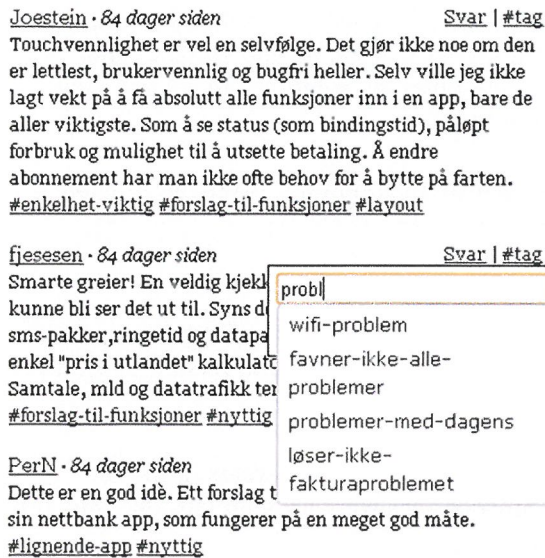 Joestein · 84 dager siden Svar | #tag
Touchvennlighet er vel en selvfølge. Det gjør ikke noe om den
er lettlest, brukervennlig og bugfri heller. Selv ville jeg ikke
lagt vekt på å få absolutt alle funksjoner inn i en app, bare de
aller viktigste. Som å se status (som bindingstid), påløpt
forbruk og mulighet til å utsette betaling. Å endre
abonnement har man ikke ofte behov for å bytte på farten.
#enkelhet-viktig #forslag-til-funksjoner #layout
fjesesen · 84 dager siden Svar | #tag
Smarte greier! En veldig kjekk
kunne bli ser det ut til. Syns d
sms-pakker,ringetid og datapa
enkel "pris i utlandet" kalkulato
Samtale, mld og datatrafikk ter
#forslag-til-funksjoner #nyttig
probl
wifi-problem
favner-ikke-alle-
problemer
problemer-med-dagens
løser-ikke-
fakturaproblemet
PerN · 84 dager siden
Dette er en god idè. Ett forslag t
sin nettbank app, som fungerer på en meget god måte.
#lignende-app #nyttig